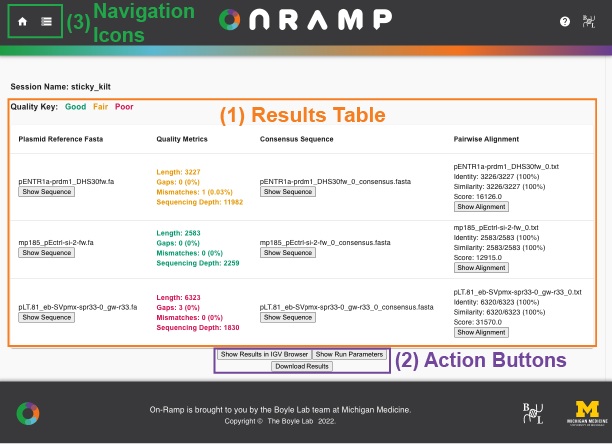 (3) Navigation Icons
ONRAMP
Session Name: sticky_kilt
Quality Key: Good Fair Poor
(1) Results Table
Plasmid Reference Fasta Quality Metrics Consensus Sequence Pairwise Alignment
pENTR1a-prdm1_DHS30fw.fa
Show Sequence
Length: 3227
Gaps: 0 (0%)
Mismatches: 1 (0.03%)
Sequencing Depth: 11982
pENTR1a-prdm1_DHS30fw_0_consensus.fasta
Show Sequence
pENTR1a-prdm1_DHS30fw_0.txt
Identity: 3226/3227 (100%)
Similarity: 3226/3227 (100%)
Score: 16126.0
Show Alignment
mp185_pEctrl-si-2-fw.fa
Show Sequence
Length: 2583
Gaps: 0 (0%)
Mismatches: 0 (0%)
Sequencing Depth: 2259
mp185_pEctrl-si-2-fw_0_consensus.fasta
Show Sequence
mp185_pEctrl-si-2-fw_0.txt
Identity: 2583/2583 (100%)
Similarity: 2583/2583 (100%)
Score: 12915.0
Show Alignment
pLT.81_eb-SVpmx-spr33-0_gw-r33.fa
Show Sequence
Length: 6323
Gaps: 3 (0%)
Mismatches: 0 (0%)
Sequencing Depth: 1830
pLT.81_eb-SVpmx-spr33-0_gw-r33_0_consensus.fasta
Show Sequence
pLT.81_eb-SVpmx-spr33-0_gw-r33_0.txt
Identity: 6320/6323 (100%)
Similarity: 6320/6323 (100%)
Score: 31570.0
Show Alignment
Show Results in IGV Browser Show Run Parameters
Download Results
(2) Action Buttons
On-Ramp is brought to you by the Boyle Lab team at Michigan Medicine.
Copyright © The Boyle Lab 2022.
M
MICHIGAN MEDICINE